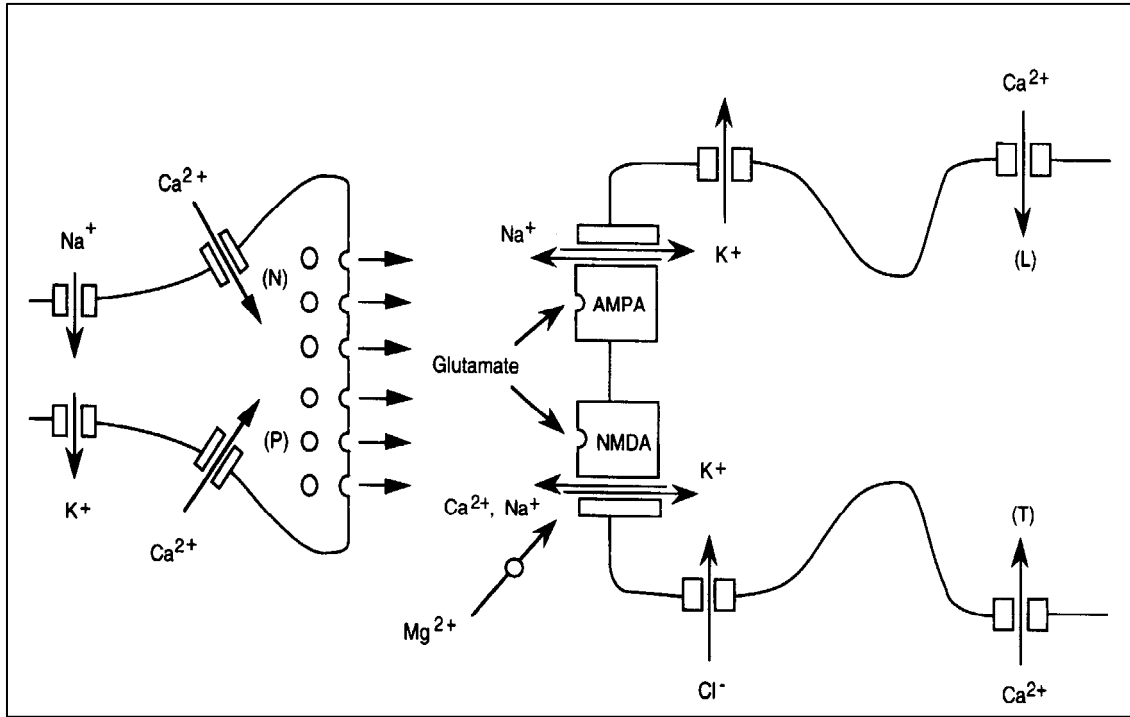 Ca2+
Ca2+
Na+
(N)
Na+
K+
(L)
AMPA
Glutamate
(P)
NMDA
K+
K+
Ca2+, Na+
Ca2+
(T)
Mg2+
Cl-
Ca2+